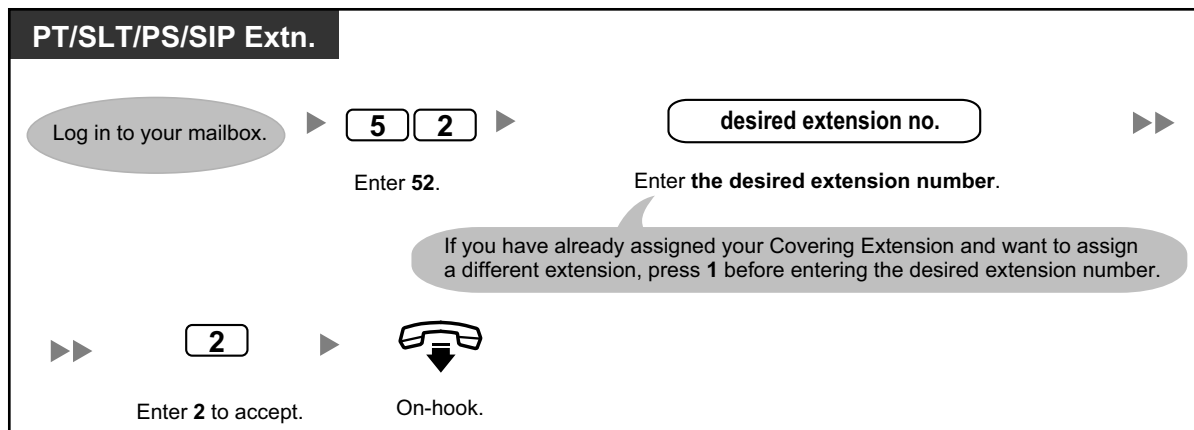 PT/SLT/PS/SIP Extn.
Log in to your mailbox.
5 2
desired extension no.
Enter 52.
Enter the desired extension number.
If you have already assigned your Covering Extension and want to assign
a different extension, press 1 before entering the desired extension number.
2
Enter 2 to accept.
On-hook.